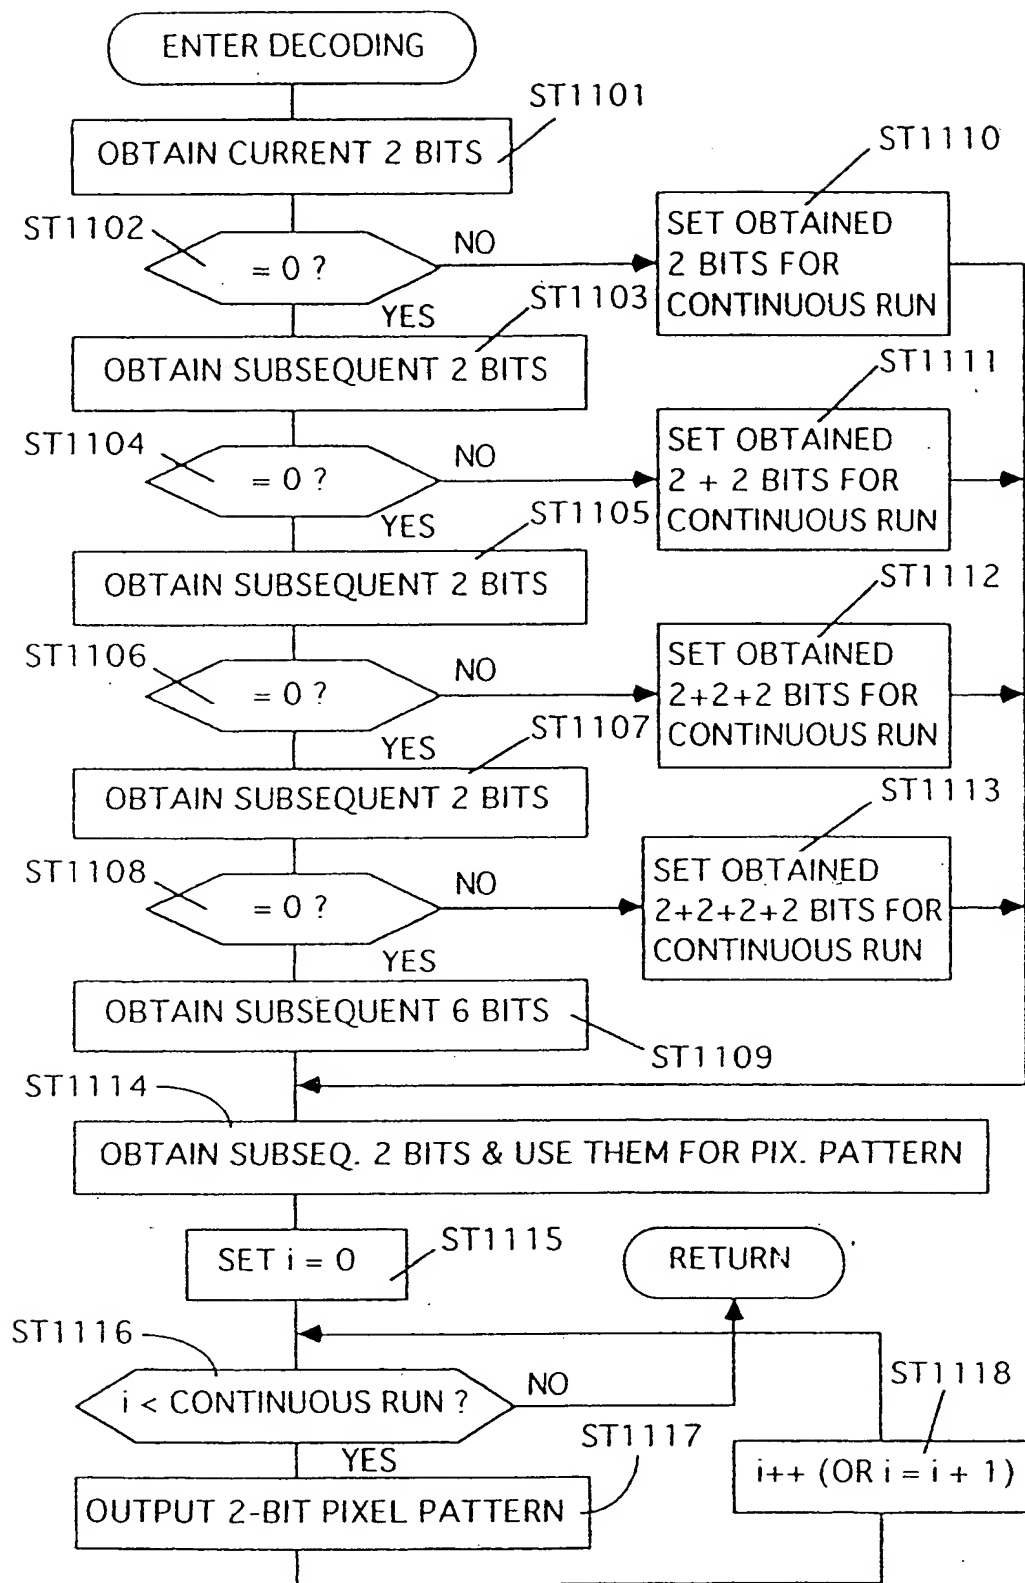 ENTER DECODING
ST1101
OBTAIN CURRENT 2 BITS
ST1110
ST1102
= 0 ?
NO
SET OBTAINED
2 BITS FOR
CONTINUOUS RUN
YES
ST1103
OBTAIN SUBSEQUENT 2 BITS
ST1111
ST1104
= 0 ?
NO
SET OBTAINED
2 + 2 BITS FOR
CONTINUOUS RUN
YES
ST1105
OBTAIN SUBSEQUENT 2 BITS
ST1112
ST1106
= 0 ?
NO
SET OBTAINED
2+2+2 BITS FOR
CONTINUOUS RUN
YES
ST1107
OBTAIN SUBSEQUENT 2 BITS
ST1113
ST1108
= 0 ?
NO
SET OBTAINED
2+2+2+2 BITS FOR
CONTINUOUS RUN
YES
OBTAIN SUBSEQUENT 6 BITS
ST1109
ST1114
OBTAIN SUBSEQ. 2 BITS & USE THEM FOR PIX. PATTERN
SET i = 0
ST1115
RETURN
ST1116
i < CONTINUOUS RUN ?
NO
ST1118
YES
ST1117
i++ (OR i = i + 1)
OUTPUT 2-BIT PIXEL PATTERN